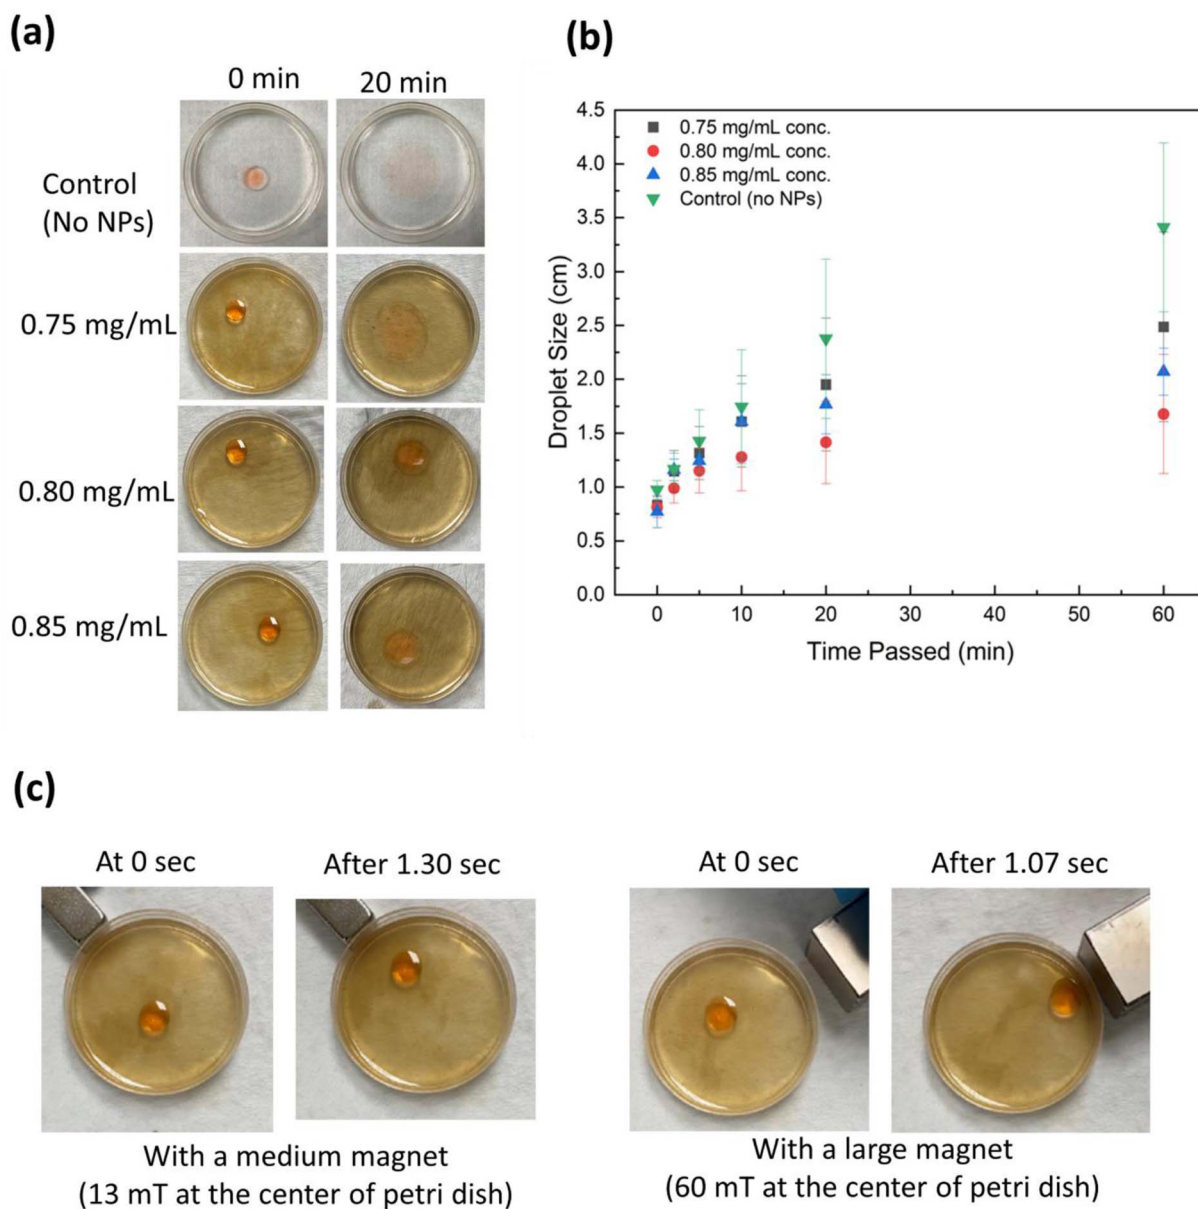 (a)
0 min
20 min
Control
(No NPs)
0.75 mg/mL
0.80 mg/mL
0.85 mg/mL
(b)
4.5
4.0
3.5
3.0
2.5
2.0
1.5
1.0
0.5
0.0
Droplet Size (cm)
0.75 mg/mL conc.
0.80 mg/mL conc.
0.85 mg/mL conc.
Control (no NPs)
0
10
20
30
40
50
60
Time Passed (min)
(c)
At 0 sec
After 1.30 sec
With a medium magnet
(13 mT at the center of petri dish)
At 0 sec
After 1.07 sec
With a large magnet
(60 mT at the center of petri dish)